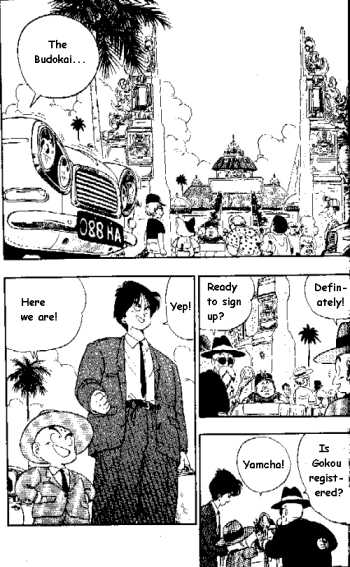 The
Budokai...
088 HA
Here
we are!
Yep!
Ready
to sign
up?
Defin-
ately!
Yamcha!
Is
Gokou
regist-
ered?